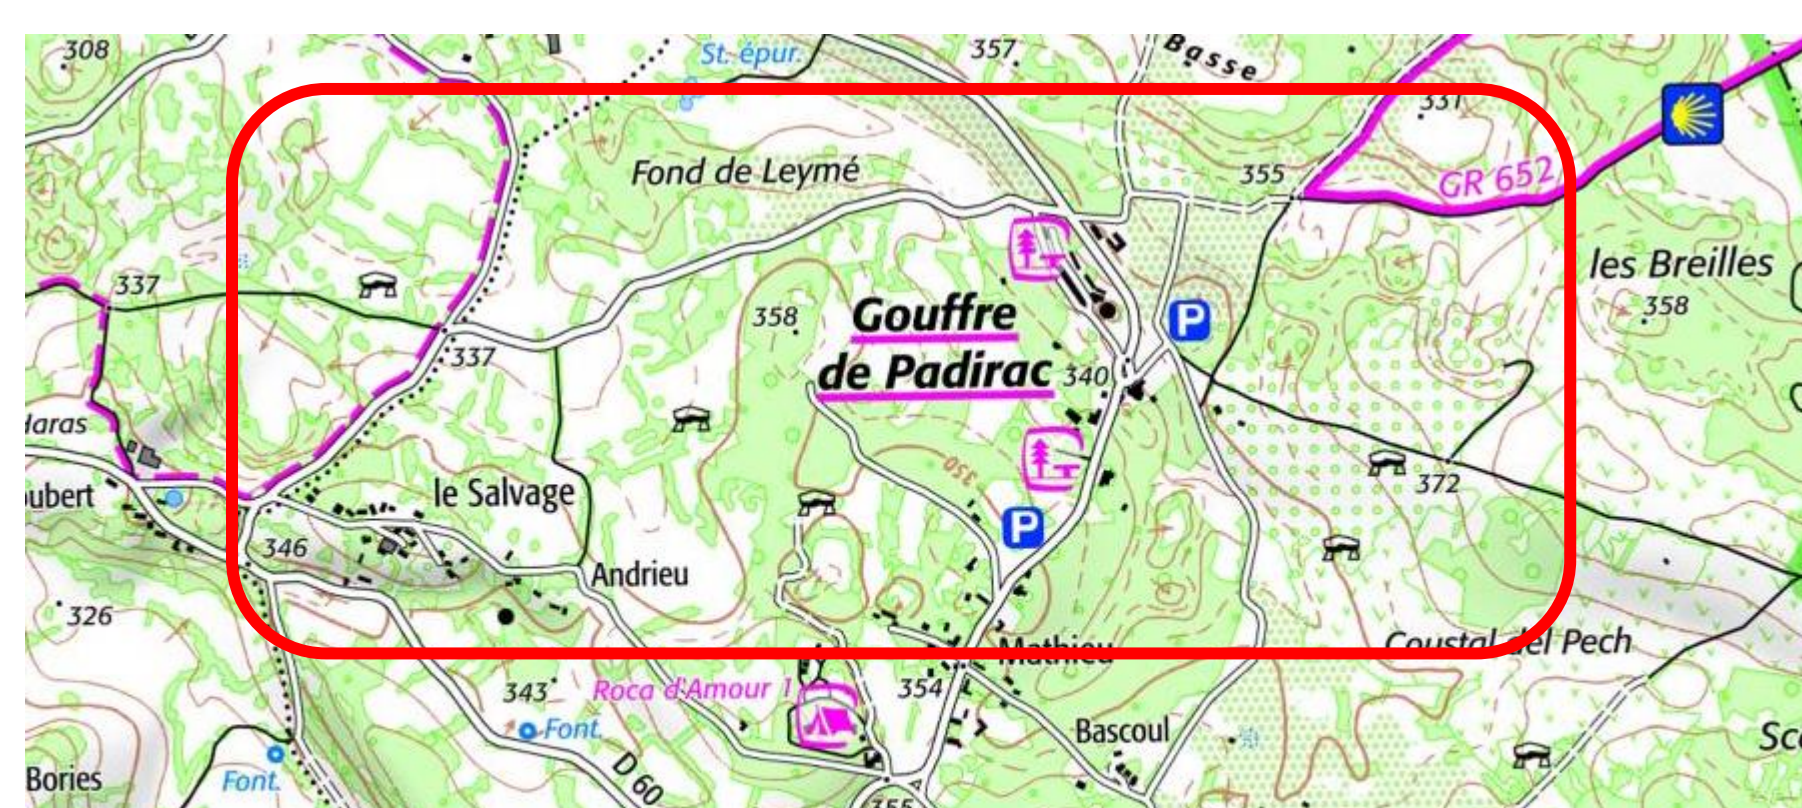 308
St. épur.
357
Basse
331
Fond de Leymé
355
GR 652
les Breilles
337
358
358
Gouffre
de Padirac
P
337
340
Haras
350
372
le Salvage
P
346
Andrieu
326
Mathieu
Coustal del Pech
343
Roca d'Amour 1
354
Font.
Bascoul
Bories
Font.
D 60
355